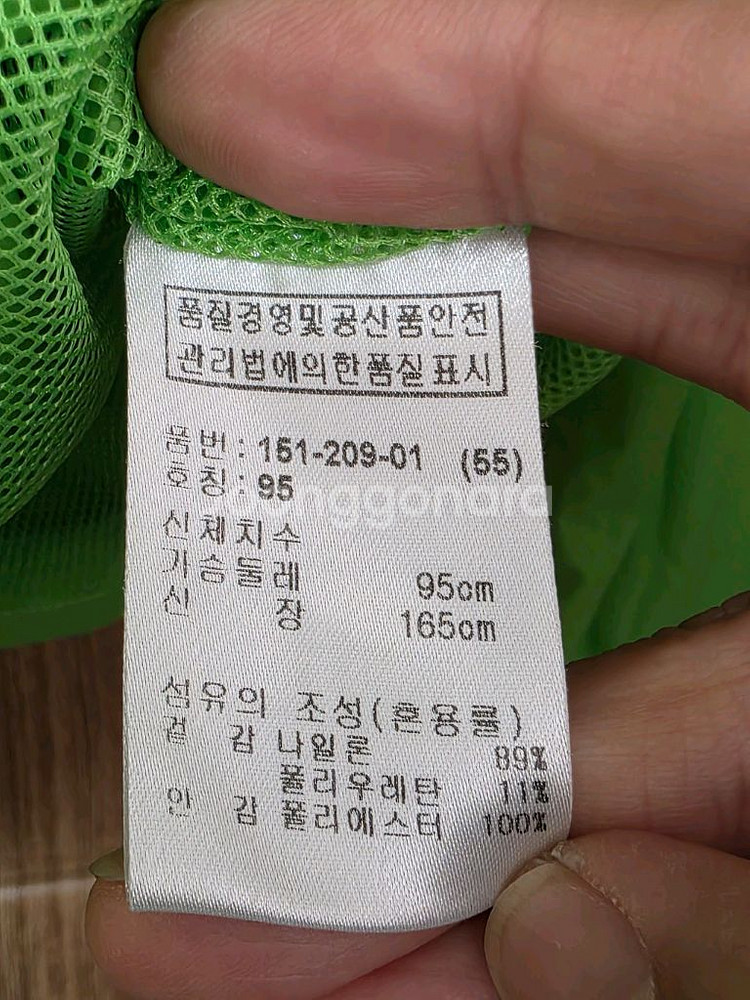 품질경영및공산품안전
관리법에의한품질표시
품번 : 151-209-01 (55)
호칭 : 95
신체치수
가슴둘레 95cm
신 장 165cm
섬유의 조성(혼용률)
겉 감 나일론 89%
폴리우레탄 11%
안 감 폴리에스터 100%